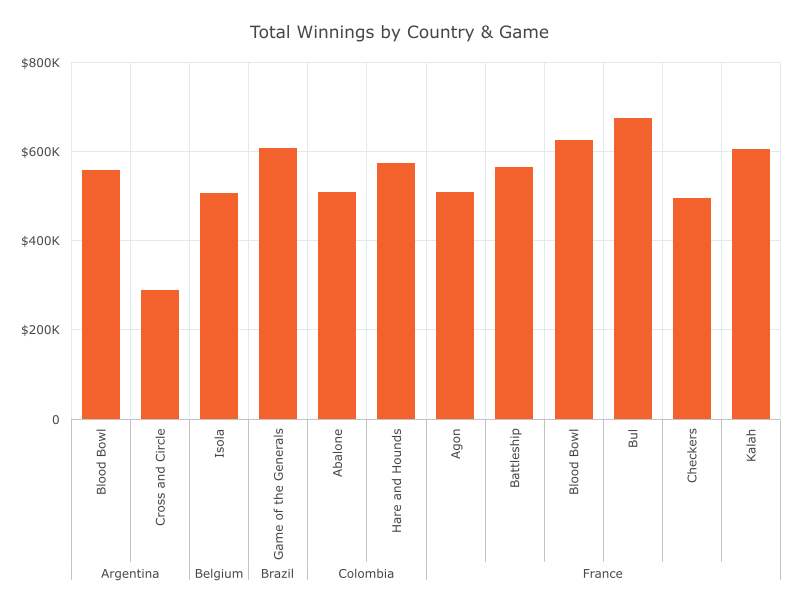 Total Winnings by Country & Game
$800K
$600K
$400K
$200K
0
Blood Bowl
Cross and Circle
Isola
Game of the Generals
Abalone
Hare and Hounds
Agon
Battleship
Blood Bowl
Bul
Checkers
Kalah
Argentina
Belgium
Brazil
Colombia
France